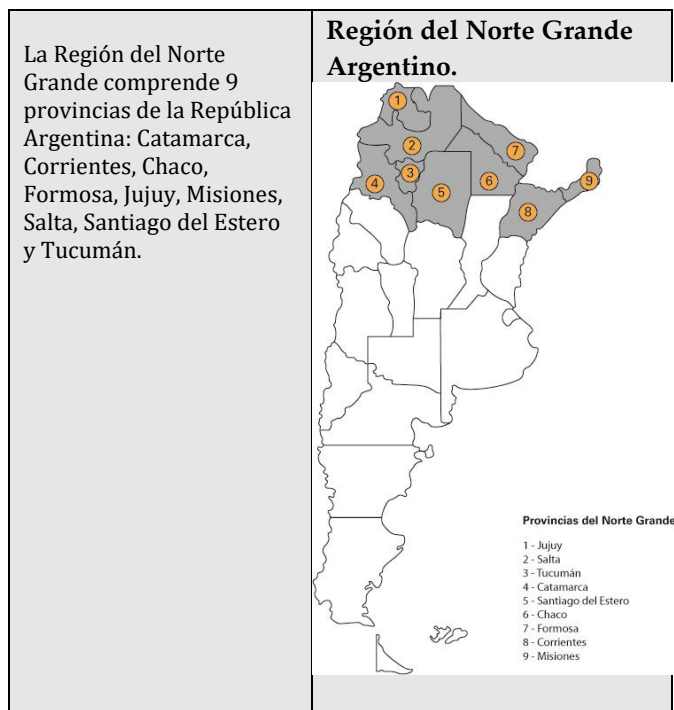 La Región del Norte
Grande comprende 9
provincias de la República
Argentina: Catamarca,
Corrientes, Chaco,
Formosa, Jujuy, Misiones,
Salta, Santiago del Estero
y Tucumán.
Región del Norte Grande
Argentino.
1
2
3
4
5
6
7
8
9
Provincias del Norte Grande
1 - Jujuy
2 - Salta
3 - Tucumán
4 - Catamarca
5 - Santiago del Estero
6 - Chaco
7 - Formosa
8 - Corrientes
9 - Misiones